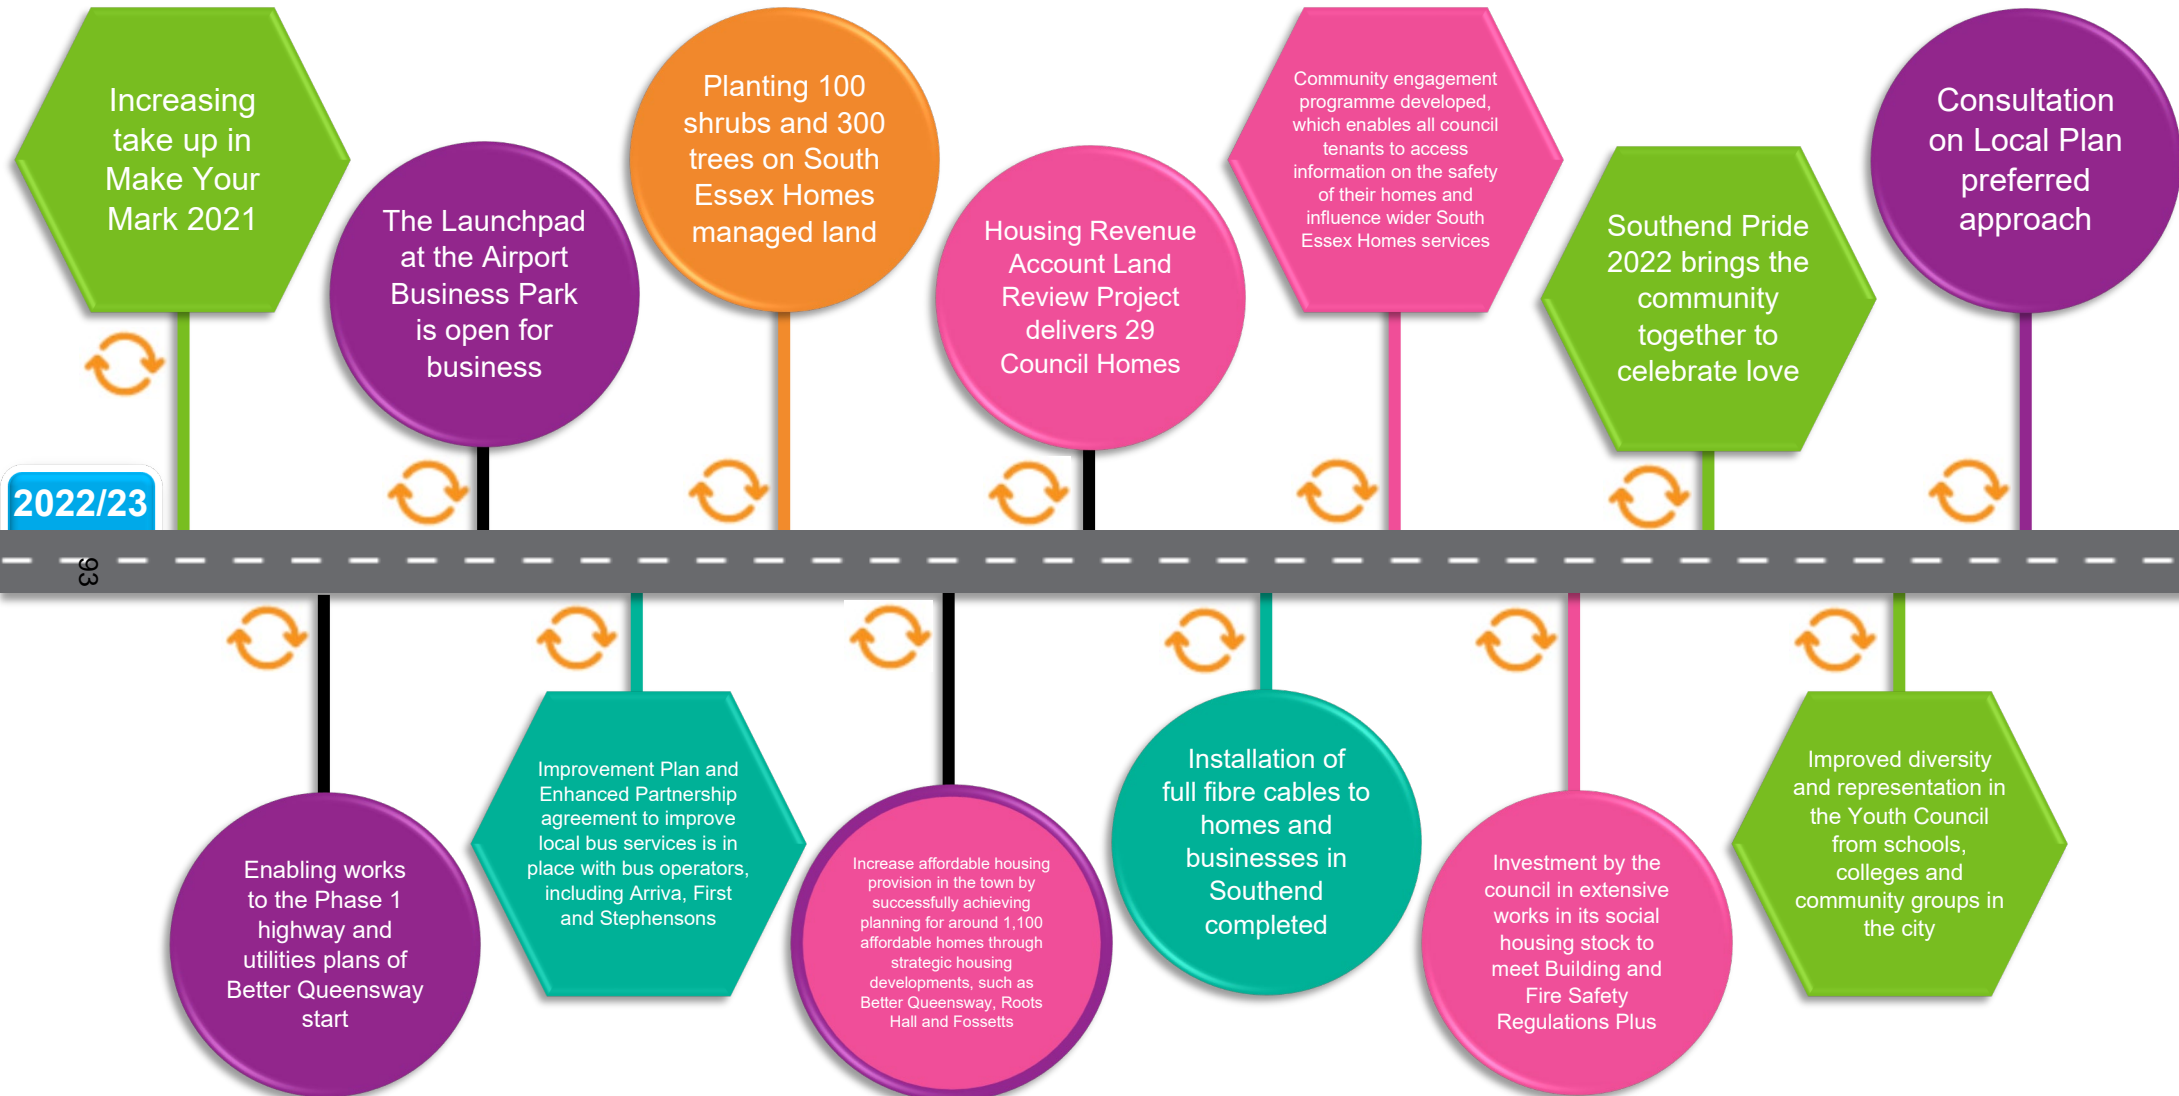 Increasing
take up in
Make Your
Mark 2021
The Launchpad
at the Airport
Business Park
is open for
business
Planting 100
shrubs and 300
trees on South
Essex Homes
managed land
Housing Revenue
Account Land
Review Project
delivers 29
Council Homes
Community engagement
programme developed,
which enables all council
tenants to access
information on the safety
of their homes and
influence wider South
Essex Homes services
Southend Pride
2022 brings the
community
together to
celebrate love
Consultation
on Local Plan
preferred
approach
2022/23
93
Enabling works
to the Phase 1
highway and
utilities plans of
Better Queensway
start
Improvement Plan and
Enhanced Partnership
agreement to improve
local bus services is in
place with bus operators,
including Arriva, First
and Stephensons
Increase affordable housing
provision in the town by
successfully achieving
planning for around 1,100
affordable homes through
strategic housing
developments, such as
Better Queensway, Roots
Hall and Fossetts
Installation of
full fibre cables to
homes and
businesses in
Southend
completed
Investment by the
council in extensive
works in its social
housing stock to
meet Building and
Fire Safety
Regulations Plus
Improved diversity
and representation in
the Youth Council
from schools,
colleges and
community groups in
the city